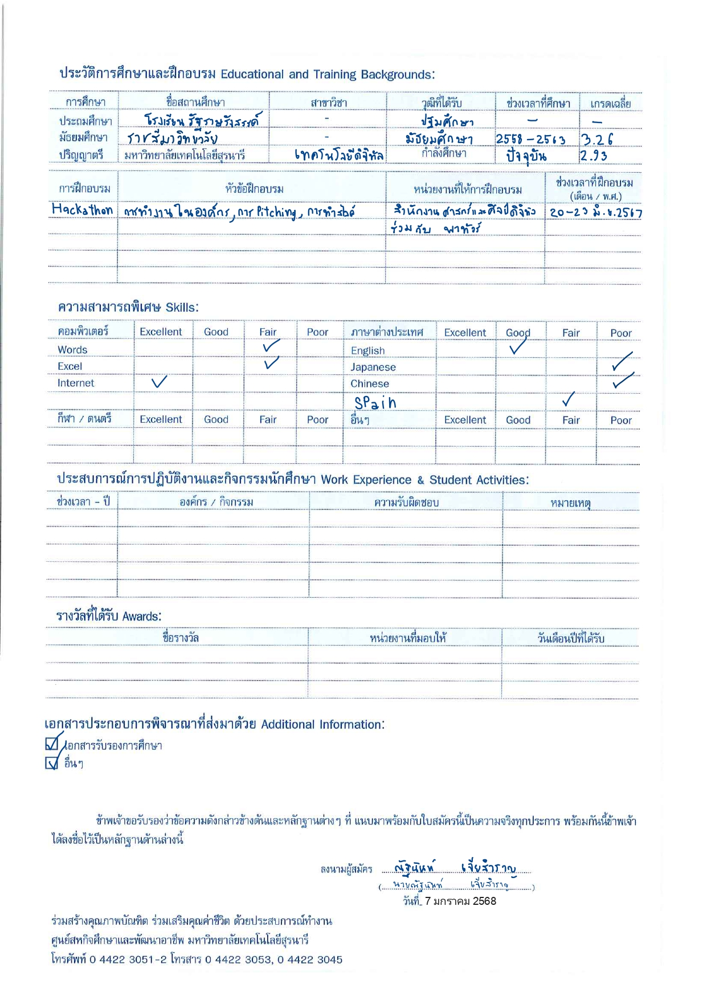 ประวัติการศึกษาและฝึกอบรม Educational and Training Backgrounds:
การศึกษา ชื่อสถานศึกษา สาขาวิชา วุฒิที่ได้รับ ช่วงเวลาที่ศึกษา เกรดเฉลี่ย
ประถมศึกษา โรงเรียนรัฐราษรังสรรค์ - ปฐมศึกษา - -
มัธยมศึกษา ราชสีมาวิทยาลัย - มัธยมศึกษา 2558-2563 3.26
ปริญญาตรี มหาวิทยาลัยเทคโนโลยีสุรนารี เทคโนโลยีดิจิทัล กำลังศึกษา ปัจจุบัน 2.93
การฝึกอบรม หัวข้อฝึกอบรม หน่วยงานที่ให้การฝึกอบรม ช่วงเวลาที่ฝึกอบรม
(เดือน / พ.ศ.)
Hackathon การทำงานในองค์กร, การ Pitching, การทำ สำนักงาน ศาสตร์และศิลป์ดิจิทัล 20-23 มิ.ย.2567
ร่วมกับ
ความสามารถพิเศษ Skills:
คอมพิวเตอร์ Excellent Good Fair Poor ภาษาต่างประเทศ Excellent Good Fair Poor
Words ✓ English ✓
Excel ✓ Japanese ✓
Internet ✓ Chinese ✓
SPain ✓
กีฬา / ดนตรี Excellent Good Fair Poor อื่นๆ Excellent Good Fair Poor
ประสบการณ์การปฏิบัติงานและกิจกรรมนักศึกษา Work Experience & Student Activities:
ช่วงเวลา - ปี องค์กร / กิจกรรม ความรับผิดชอบ หมายเหตุ
รางวัลที่ได้รับ Awards:
ชื่อรางวัล หน่วยงานที่มอบให้ วันเดือนปีที่ได้รับ
เอกสารประกอบการพิจารณาที่ส่งมาด้วย Additional Information:
☑ เอกสารรับรองการศึกษา
☑ อื่นๆ
ข้าพเจ้าขอรับรองว่าข้อความดังกล่าวข้างต้นและหลักฐานต่างๆ ที่ แนบมาพร้อมกับใบสมัครนี้เป็นความจริงทุกประการ พร้อมกันนี้ข้าพเจ้า
ได้ลงชื่อไว้เป็นหลักฐานด้านล่างนี้
ลงนามผู้สมัคร ณัฐนันท์ เจียสำราญ
(นายณัฐนันท์ เจียสำราญ)
วันที่ 7 มกราคม 2568
ร่วมสร้างคุณภาพบัณฑิต ร่วมเสริมคุณค่าชีวิต ด้วยประสบการณ์ทำงาน
ศูนย์สหกิจศึกษาและพัฒนาอาชีพ มหาวิทยาลัยเทคโนโลยีสุรนารี
โทรศัพท์ 0 4422 3051-2 โทรสาร 0 4422 3053, 0 4422 3045